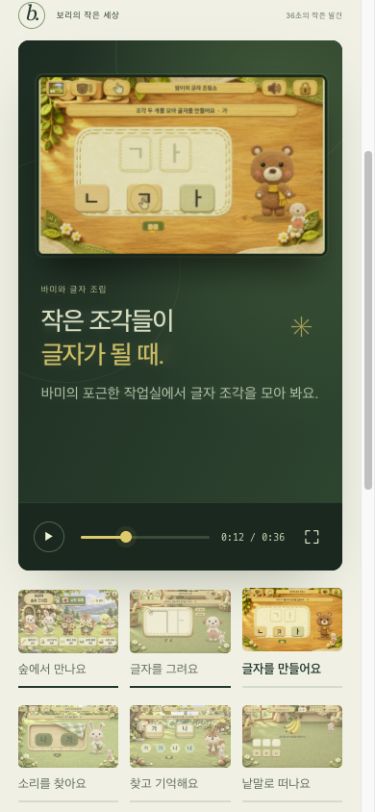 b.
보리의 작은 세상
36초의 작은 발견
바미의 글자 조립소
조각 두 개를 모아 글자를 만들어요 · 가
ㄱ ㅏ
ㄴ ㄱ ㅏ
바미와 글자 조립
작은 조각들이
글자가 될 때.
바미의 포근한 작업실에서 글자 조각을 모아 봐요.
0:12 / 0:36
숲에서 만나요
글자를 그려요
글자를 만들어요
소리를 찾아요
찾고 기억해요
낱말로 떠나요